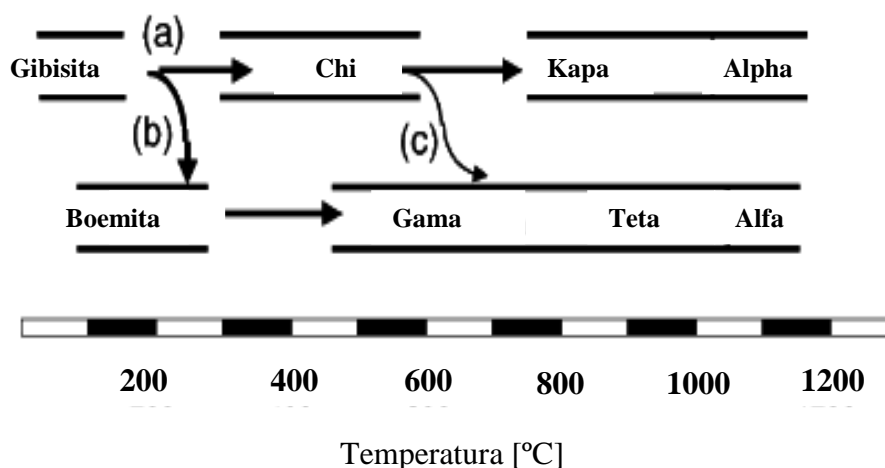 (a)
Gibisita Chi Kapa Alpha
(b) (c)
Boemita Gama Teta Alfa
200 400 600 800 1000 1200
Temperatura [ºC]